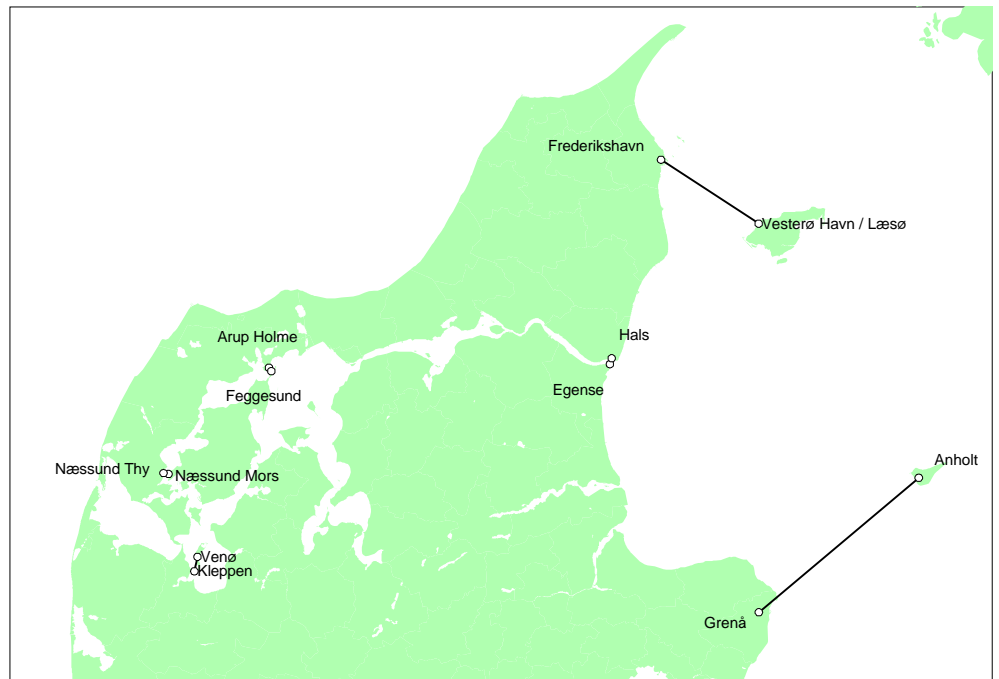 Frederikshavn
Vesterø Havn / Læsø
Hals
Arup Holme
Egense
Feggesund
Anholt
Næssund Thy
Næssund Mors
Venø
Kleppen
Grenå